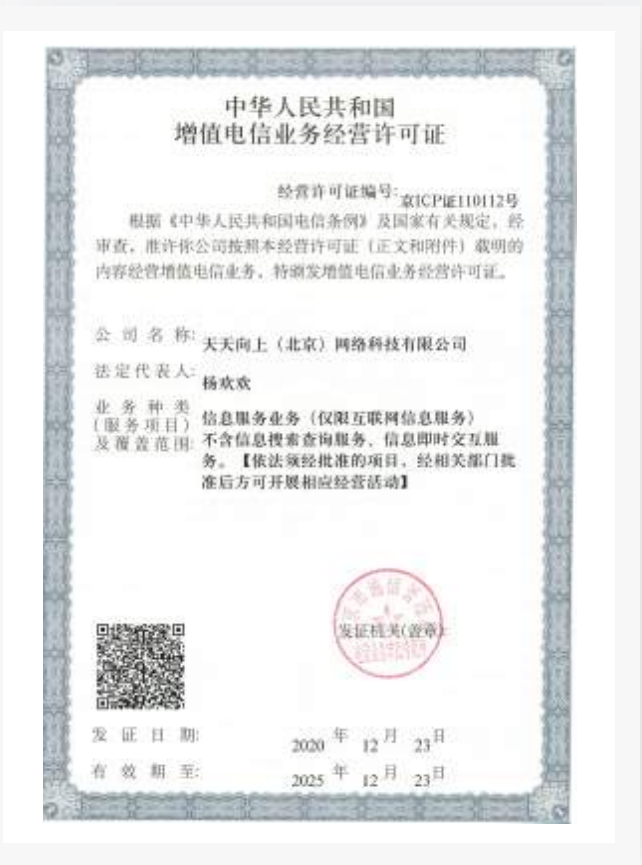 中华人民共和国
增值电信业务经营许可证
经营许可证编号:京ICP证110112号
根据《中华人民共和国电信条例》及国家有关规定，经
审查，准许你公司按照本经营许可证（正文和附件）载明的
内容经营增值电信业务，特颁发增值电信业务经营许可证。
公司名称:天天向上（北京）网络科技有限公司
法定代表人:杨欢欢
业务种类（服务项目）及覆盖范围:
信息服务业务（仅限互联网信息服务）
不含信息搜索查询服务、信息即时交互服
务。【依法须经批准的项目，经相关部门批
准后方可开展相应经营活动】
发证机关(盖章):
发证日期: 2020年12月23日
有效期至: 2025年12月23日